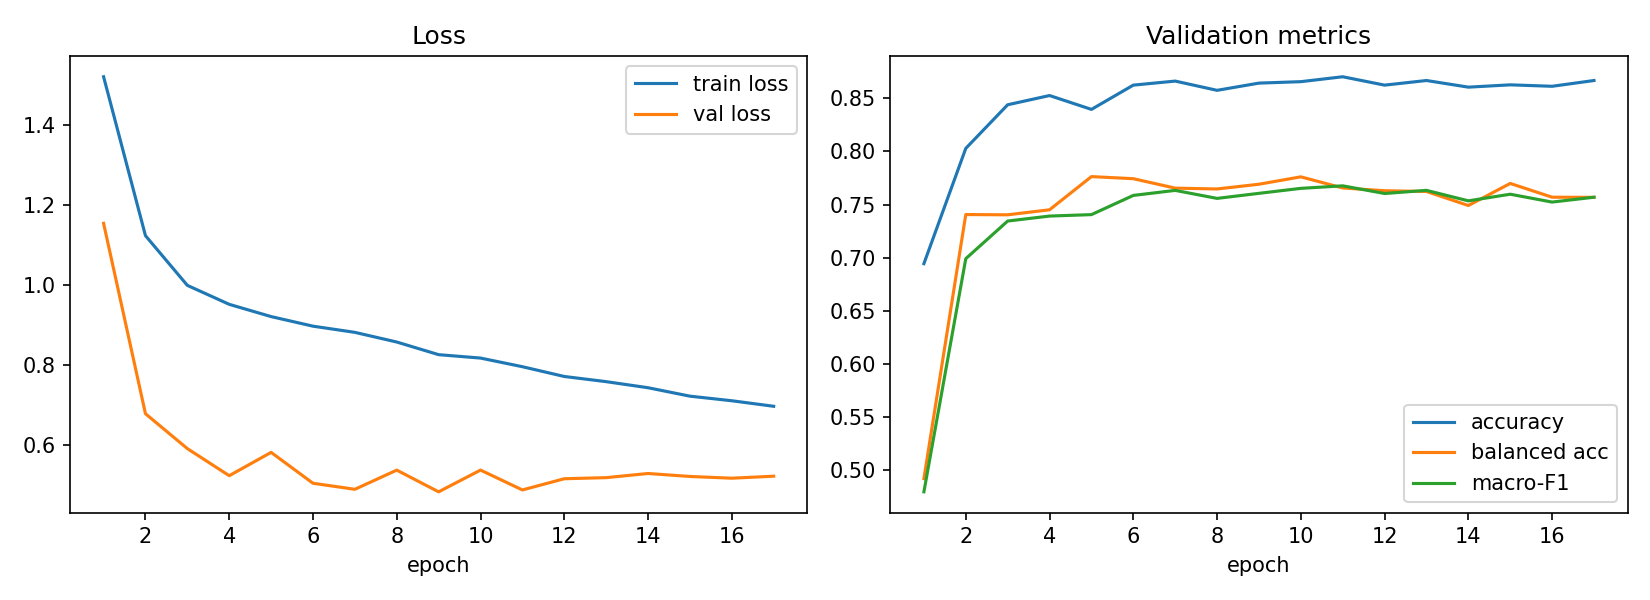 Loss
1.4
1.2
1.0
0.8
0.6
2 4 6 8 10 12 14 16
epoch
train loss
val loss
Validation metrics
0.85
0.80
0.75
0.70
0.65
0.60
0.55
0.50
2 4 6 8 10 12 14 16
epoch
accuracy
balanced acc
macro-F1